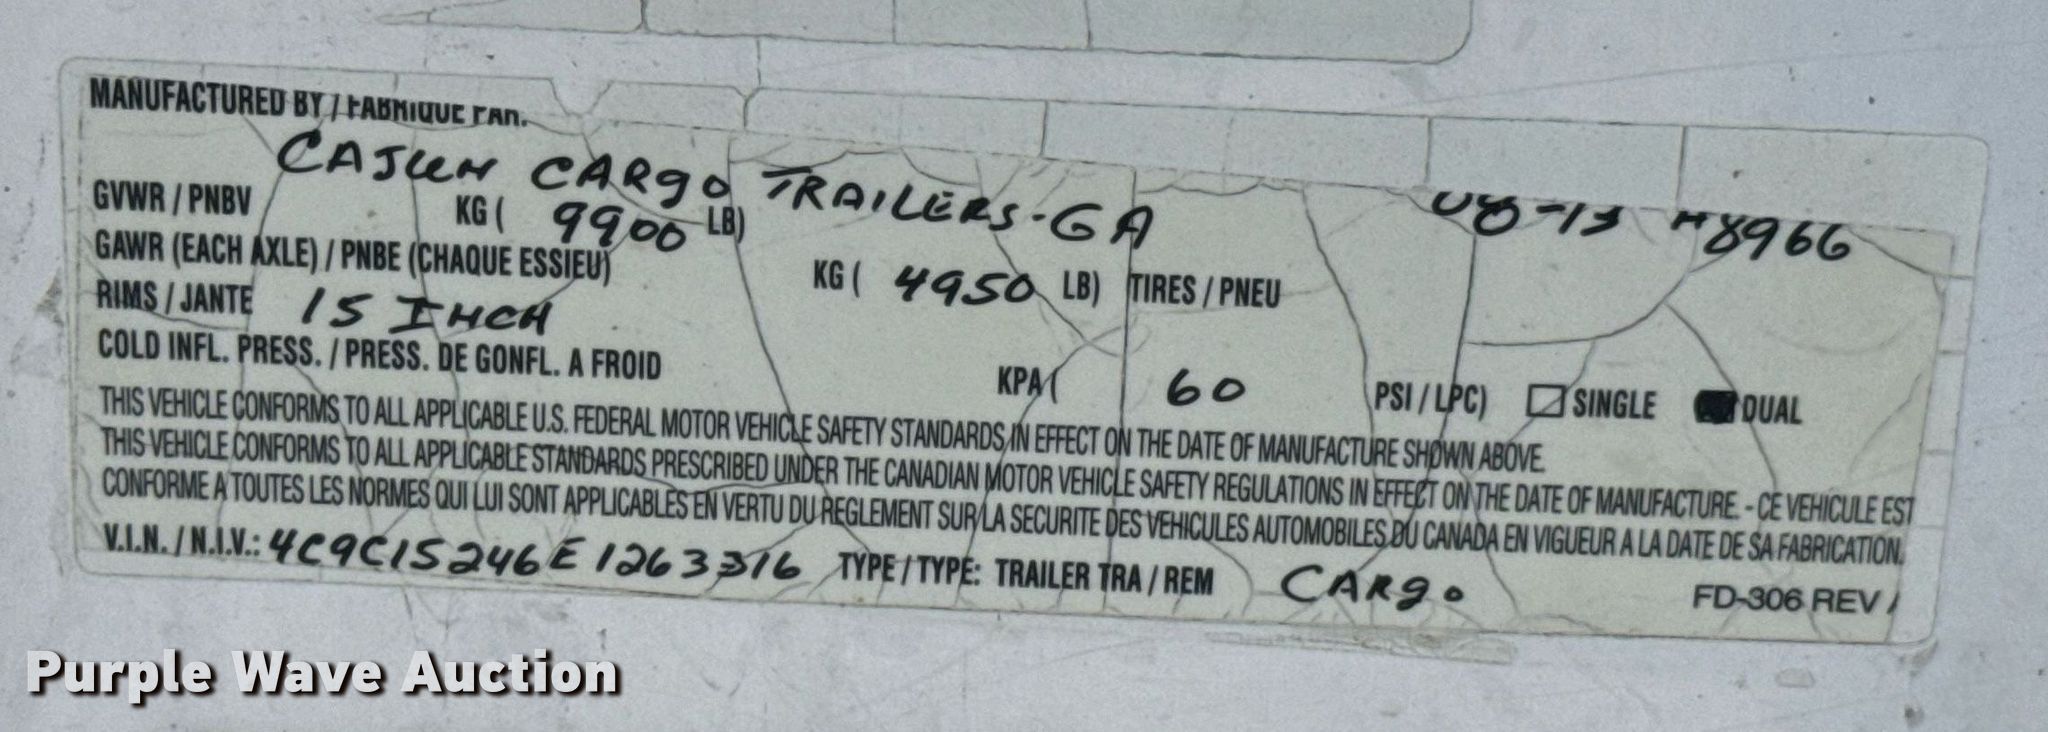 MANUFACTURED BY / FABRIQUE PAR.
CAJUN CARGO TRAILERS-GA 08-13 H8966
GVWR / PNBV KG ( 9900 LB)
GAWR (EACH AXLE) / PNBE (CHAQUE ESSIEU) KG ( 4950 LB) TIRES / PNEU
RIMS / JANTE 15 INCH
COLD INFL. PRESS. / PRESS. DE GONFL. A FROID KPA ( 60 PSI / LPC) SINGLE DUAL
THIS VEHICLE CONFORMS TO ALL APPLICABLE U.S. FEDERAL MOTOR VEHICLE SAFETY STANDARDS IN EFFECT ON THE DATE OF MANUFACTURE SHOWN ABOVE.
THIS VEHICLE CONFORMS TO ALL APPLICABLE STANDARDS PRESCRIBED UNDER THE CANADIAN MOTOR VEHICLE SAFETY REGULATIONS IN EFFECT ON THE DATE OF MANUFACTURE. - CE VEHICULE EST
CONFORME A TOUTES LES NORMES QUI LUI SONT APPLICABLES EN VERTU DU REGLEMENT SUR LA SECURITE DES VEHICULES AUTOMOBILES DU CANADA EN VIGUEUR A LA DATE DE SA FABRICATION.
V.I.N. / N.I.V.: 4C9C15246E1263316 TYPE / TYPE: TRAILER TRA / REM CARGO
FD-306 REV
Purple Wave Auction